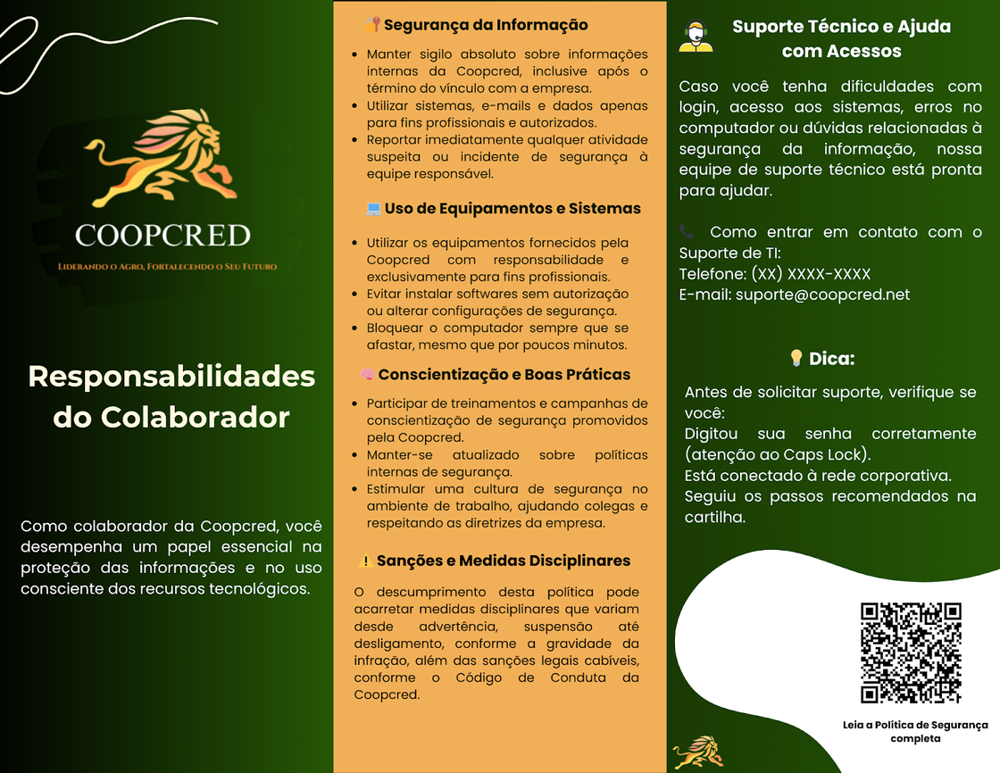 COOPCRED
Liderando o Agro, Fortalecendo o Seu Futuro
Responsabilidades
do Colaborador
Como colaborador da Coopcred, você
desempenha um papel essencial na
proteção das informações e no uso
consciente dos recursos tecnológicos.
Segurança da Informação
• Manter sigilo absoluto sobre informações
internas da Coopcred, inclusive após o
término do vínculo com a empresa.
• Utilizar sistemas, e-mails e dados apenas
para fins profissionais e autorizados.
• Reportar imediatamente qualquer atividade
suspeita ou incidente de segurança à
equipe responsável.
Uso de Equipamentos e Sistemas
• Utilizar os equipamentos fornecidos pela
Coopcred com responsabilidade e
exclusivamente para fins profissionais.
• Evitar instalar softwares sem autorização
ou alterar configurações de segurança.
• Bloquear o computador sempre que se
afastar, mesmo que por poucos minutos.
Conscientização e Boas Práticas
• Participar de treinamentos e campanhas de
conscientização de segurança promovidos
pela Coopcred.
• Manter-se atualizado sobre políticas
internas de segurança.
• Estimular uma cultura de segurança no
ambiente de trabalho, ajudando colegas e
respeitando as diretrizes da empresa.
Sanções e Medidas Disciplinares
O descumprimento desta política pode
acarretar medidas disciplinares que variam
desde advertência, suspensão até
desligamento, conforme a gravidade da
infração, além das sanções legais cabíveis,
conforme o Código de Conduta da
Coopcred.
Suporte Técnico e Ajuda
com Acessos
Caso você tenha dificuldades com
login, acesso aos sistemas, erros no
computador ou dúvidas relacionadas à
segurança da informação, nossa
equipe de suporte técnico está pronta
para ajudar.
Como entrar em contato com o
Suporte de TI:
Telefone: (XX) XXXX-XXXX
E-mail: suporte@coopcred.net
Dica:
Antes de solicitar suporte, verifique se
você:
Digitou sua senha corretamente
(atenção ao Caps Lock).
Está conectado à rede corporativa.
Seguiu os passos recomendados na
cartilha.
Leia a Política de Segurança
completa